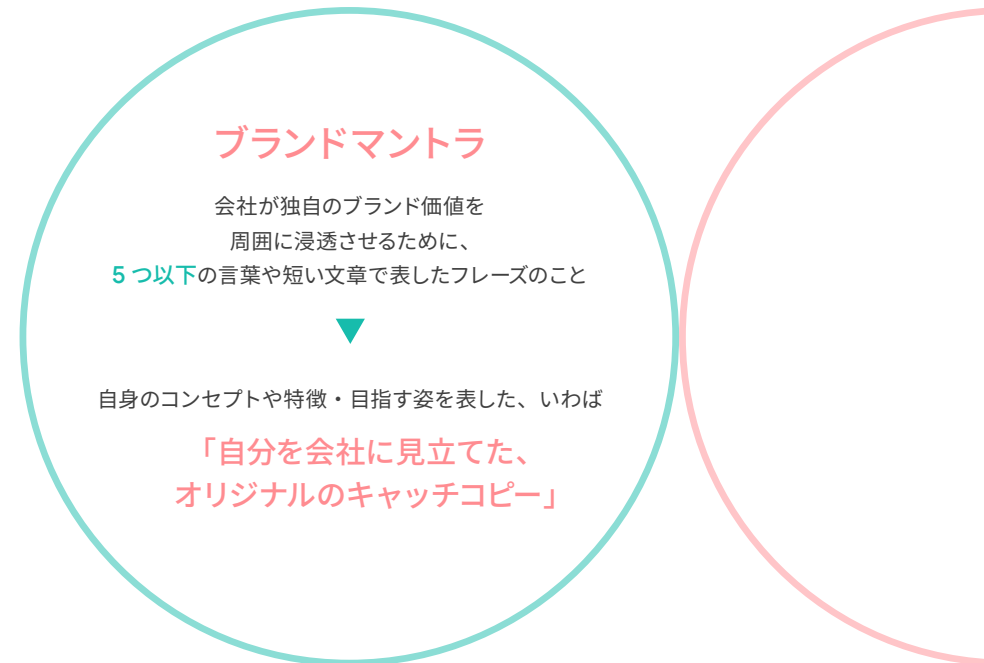 ブランドマントラ
会社が独自のブランド価値を
周囲に浸透させるために、
5つ以下の言葉や短い文章で表したフレーズのこと
自身のコンセプトや特徴・目指す姿を表した、いわば
「自分を会社に見立てた、
オリジナルのキャッチコピー」